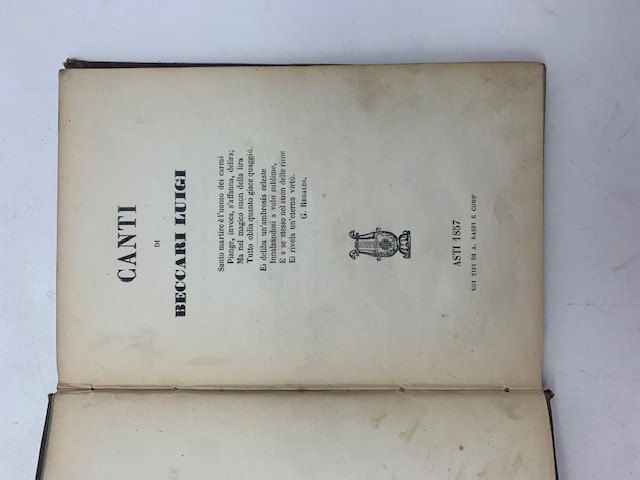 CANTI
DI
BECCARI LUIGI
Santo martire è l'uomo dei carmi
Piange, invoca, s'affanna, delira;
Ma nel magico suon della lira
Tutto oblia quanto giace quaggiù.
Ei deliba un'ambrosia celeste
Innalzandosi a volo sublime,
E a se stesso nel suon delle rime
Ei rivela un'eterna virtù.
G. REGALDI.
ASTI 1857
COI TIPI DI A. RASPI E COMP